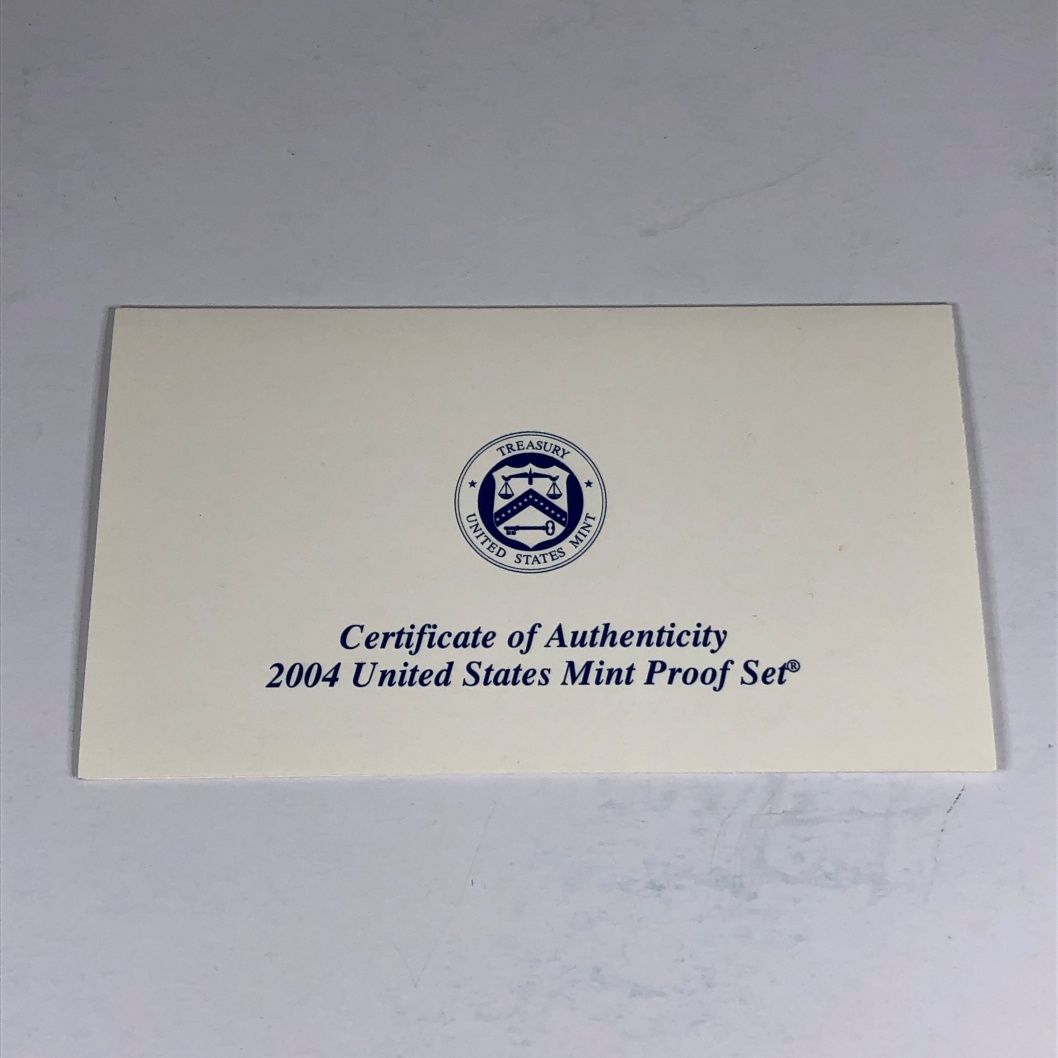 TREASURY
UNITED STATES MINT
Certificate of Authenticity
2004 United States Mint Proof Set®